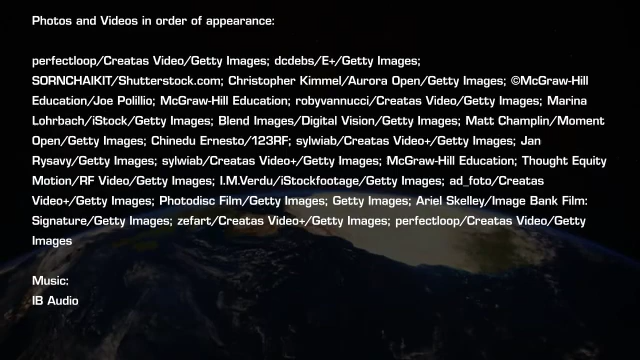 Photos and Videos in order of appearance:
perfectloop/Creatas Video/Getty Images; dcdebs/E+/Getty Images;
SORNCHAIKIT/Shutterstock.com; Christopher Kimmel/Aurora Open/Getty Images; ©McGraw-Hill
Education/Joe Polillio; McGraw-Hill Education; robyvannucci/Creatas Video/Getty Images; Marina
Lohrbach/iStock/Getty Images; Blend Images/Digital Vision/Getty Images; Matt Champlin/Moment
Open/Getty Images; Chinedu Ernesto/123RF; sylwiab/Creatas Video+/Getty Images; Jan
Rysavy/Getty Images; sylwiab/Creatas Video+/Getty Images; McGraw-Hill Education; Thought Equity
Motion/RF Video/Getty Images; I.M.Verdu/iStockfootage/Getty Images; ad_foto/Creatas
Video+/Getty Images; Photodisc Film/Getty Images; Getty Images; Ariel Skelley/Image Bank Film:
Signature/Getty Images; zefart/Creatas Video+/Getty Images; perfectloop/Creatas Video/Getty
Images
Music:
IB Audio